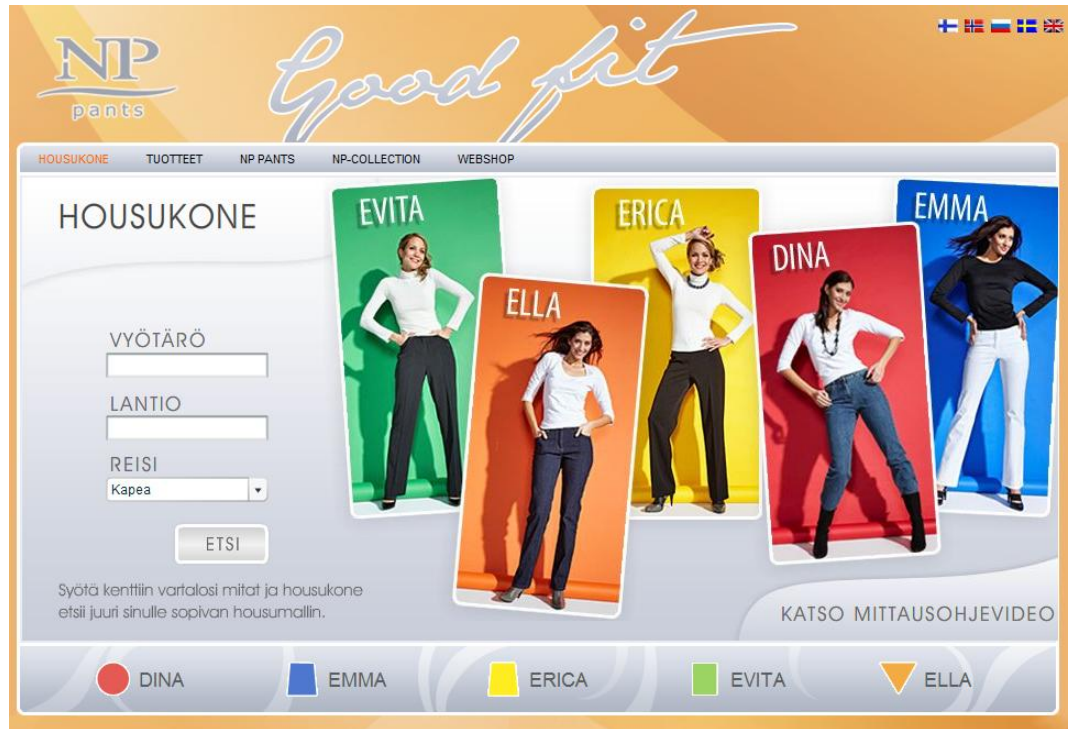 NP
pants
Good fit
HOUSUKONE TUOTTEET NP PANTS NP-COLLECTION WEBSHOP
HOUSUKONE
EVITA
ERICA
EMMA
DINA
ELLA
VYÖTÄRÖ
LANTIO
REISI
Kapea
ETSI
Syötä kenttiin vartalosi mitat ja housukone
etsii juuri sinulle sopivan housumallin.
KATSO MITTAUSOHJEVIDEO
DINA EMMA ERICA EVITA ELLA